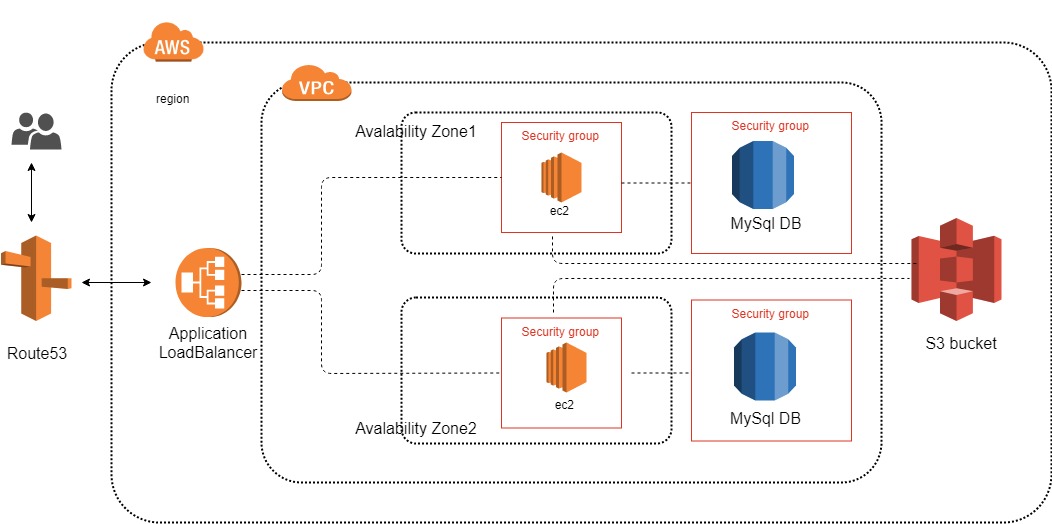 AWS
region
VPC
Avalability Zone1
Security group
ec2
Security group
MySql DB
Route53
Application
LoadBalancer
S3 bucket
Security group
ec2
Avalability Zone2
Security group
MySql DB